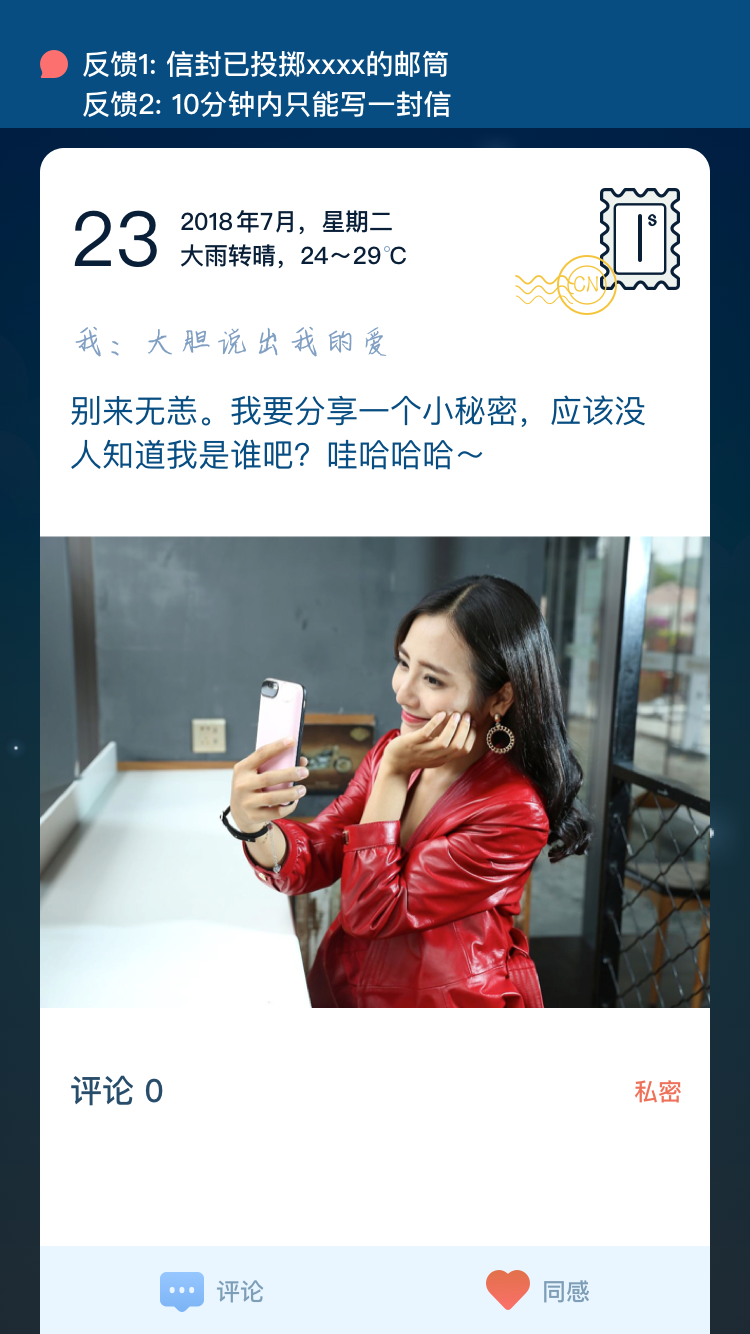 反馈1: 信封已投掷xxxx的邮筒
反馈2: 10分钟内只能写一封信
23
2018年7月，星期二
大雨转晴，24～29℃
1s
CN
我：大胆说出我的爱
别来无恙。我要分享一个小秘密，应该没
人知道我是谁吧？哇哈哈哈～
评论 0
私密
评论
同感